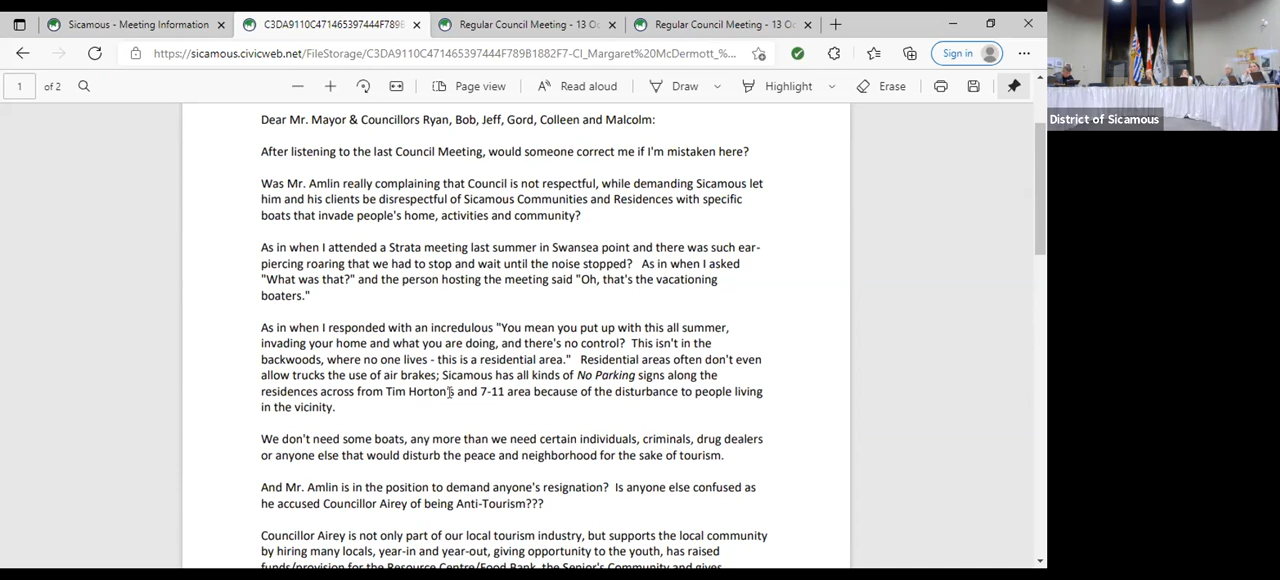 Sicamous - Meeting Information
C3DA9110C471465397444F789B
Regular Council Meeting - 13 Oc
Regular Council Meeting - 13 Oc
https://sicamous.civicweb.net/FileStorage/C3DA9110C471465397444F789B1882F7-CI_Margaret%20McDermott_%...
Sign in
1 of 2
Page view
Read aloud
Draw
Highlight
Erase
District of Sicamous
Dear Mr. Mayor & Councillors Ryan, Bob, Jeff, Gord, Colleen and Malcolm:
After listening to the last Council Meeting, would someone correct me if I'm mistaken here?
Was Mr. Amlin really complaining that Council is not respectful, while demanding Sicamous let
him and his clients be disrespectful of Sicamous Communities and Residences with specific
boats that invade people's home, activities and community?
As in when I attended a Strata meeting last summer in Swansea point and there was such ear-
piercing roaring that we had to stop and wait until the noise stopped? As in when I asked
"What was that?" and the person hosting the meeting said "Oh, that's the vacationing
boaters."
As in when I responded with an incredulous "You mean you put up with this all summer,
invading your home and what you are doing, and there's no control? This isn't in the
backwoods, where no one lives - this is a residential area." Residential areas often don't even
allow trucks the use of air brakes; Sicamous has all kinds of No Parking signs along the
residences across from Tim Horton's and 7-11 area because of the disturbance to people living
in the vicinity.
We don't need some boats, any more than we need certain individuals, criminals, drug dealers
or anyone else that would disturb the peace and neighborhood for the sake of tourism.
And Mr. Amlin is in the position to demand anyone's resignation? Is anyone else confused as
he accused Councillor Airey of being Anti-Tourism???
Councillor Airey is not only part of our local tourism industry, but supports the local community
by hiring many locals, year-in and year-out, giving opportunity to the youth, has raised
funds/provision for the Resource Centre/Food Bank, the Senior's Community and gives